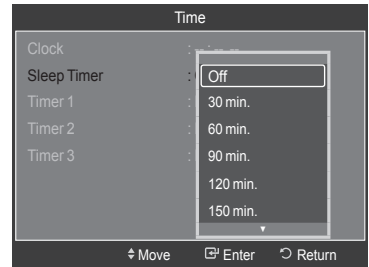 Time
Clock : -- : -- --
Sleep Timer :
Off
Timer 1 :
30 min.
Timer 2 :
60 min.
Timer 3 :
90 min.
120 min.
150 min.
▼
Move Enter Return